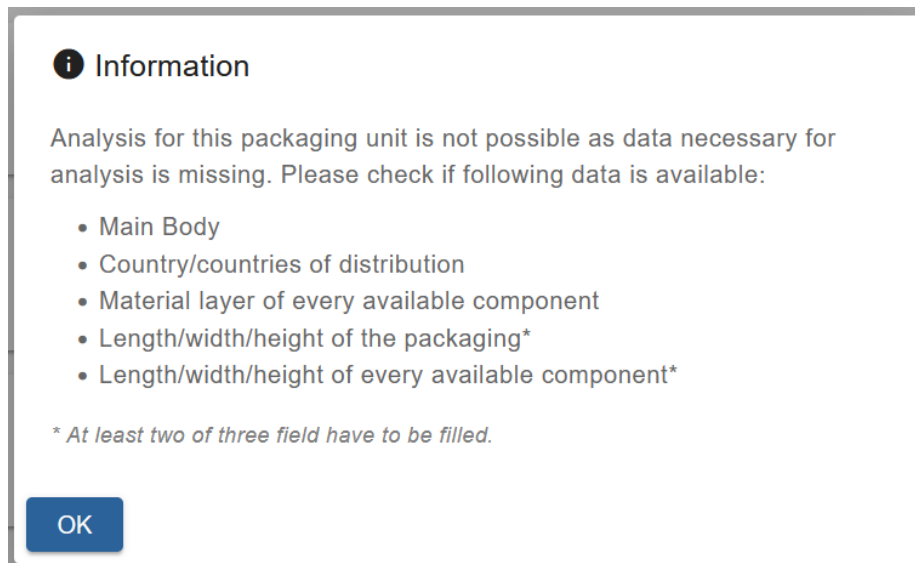 Information
Analysis for this packaging unit is not possible as data necessary for
analysis is missing. Please check if following data is available:
• Main Body
• Country/countries of distribution
• Material layer of every available component
• Length/width/height of the packaging*
• Length/width/height of every available component*
* At least two of three field have to be filled.
OK